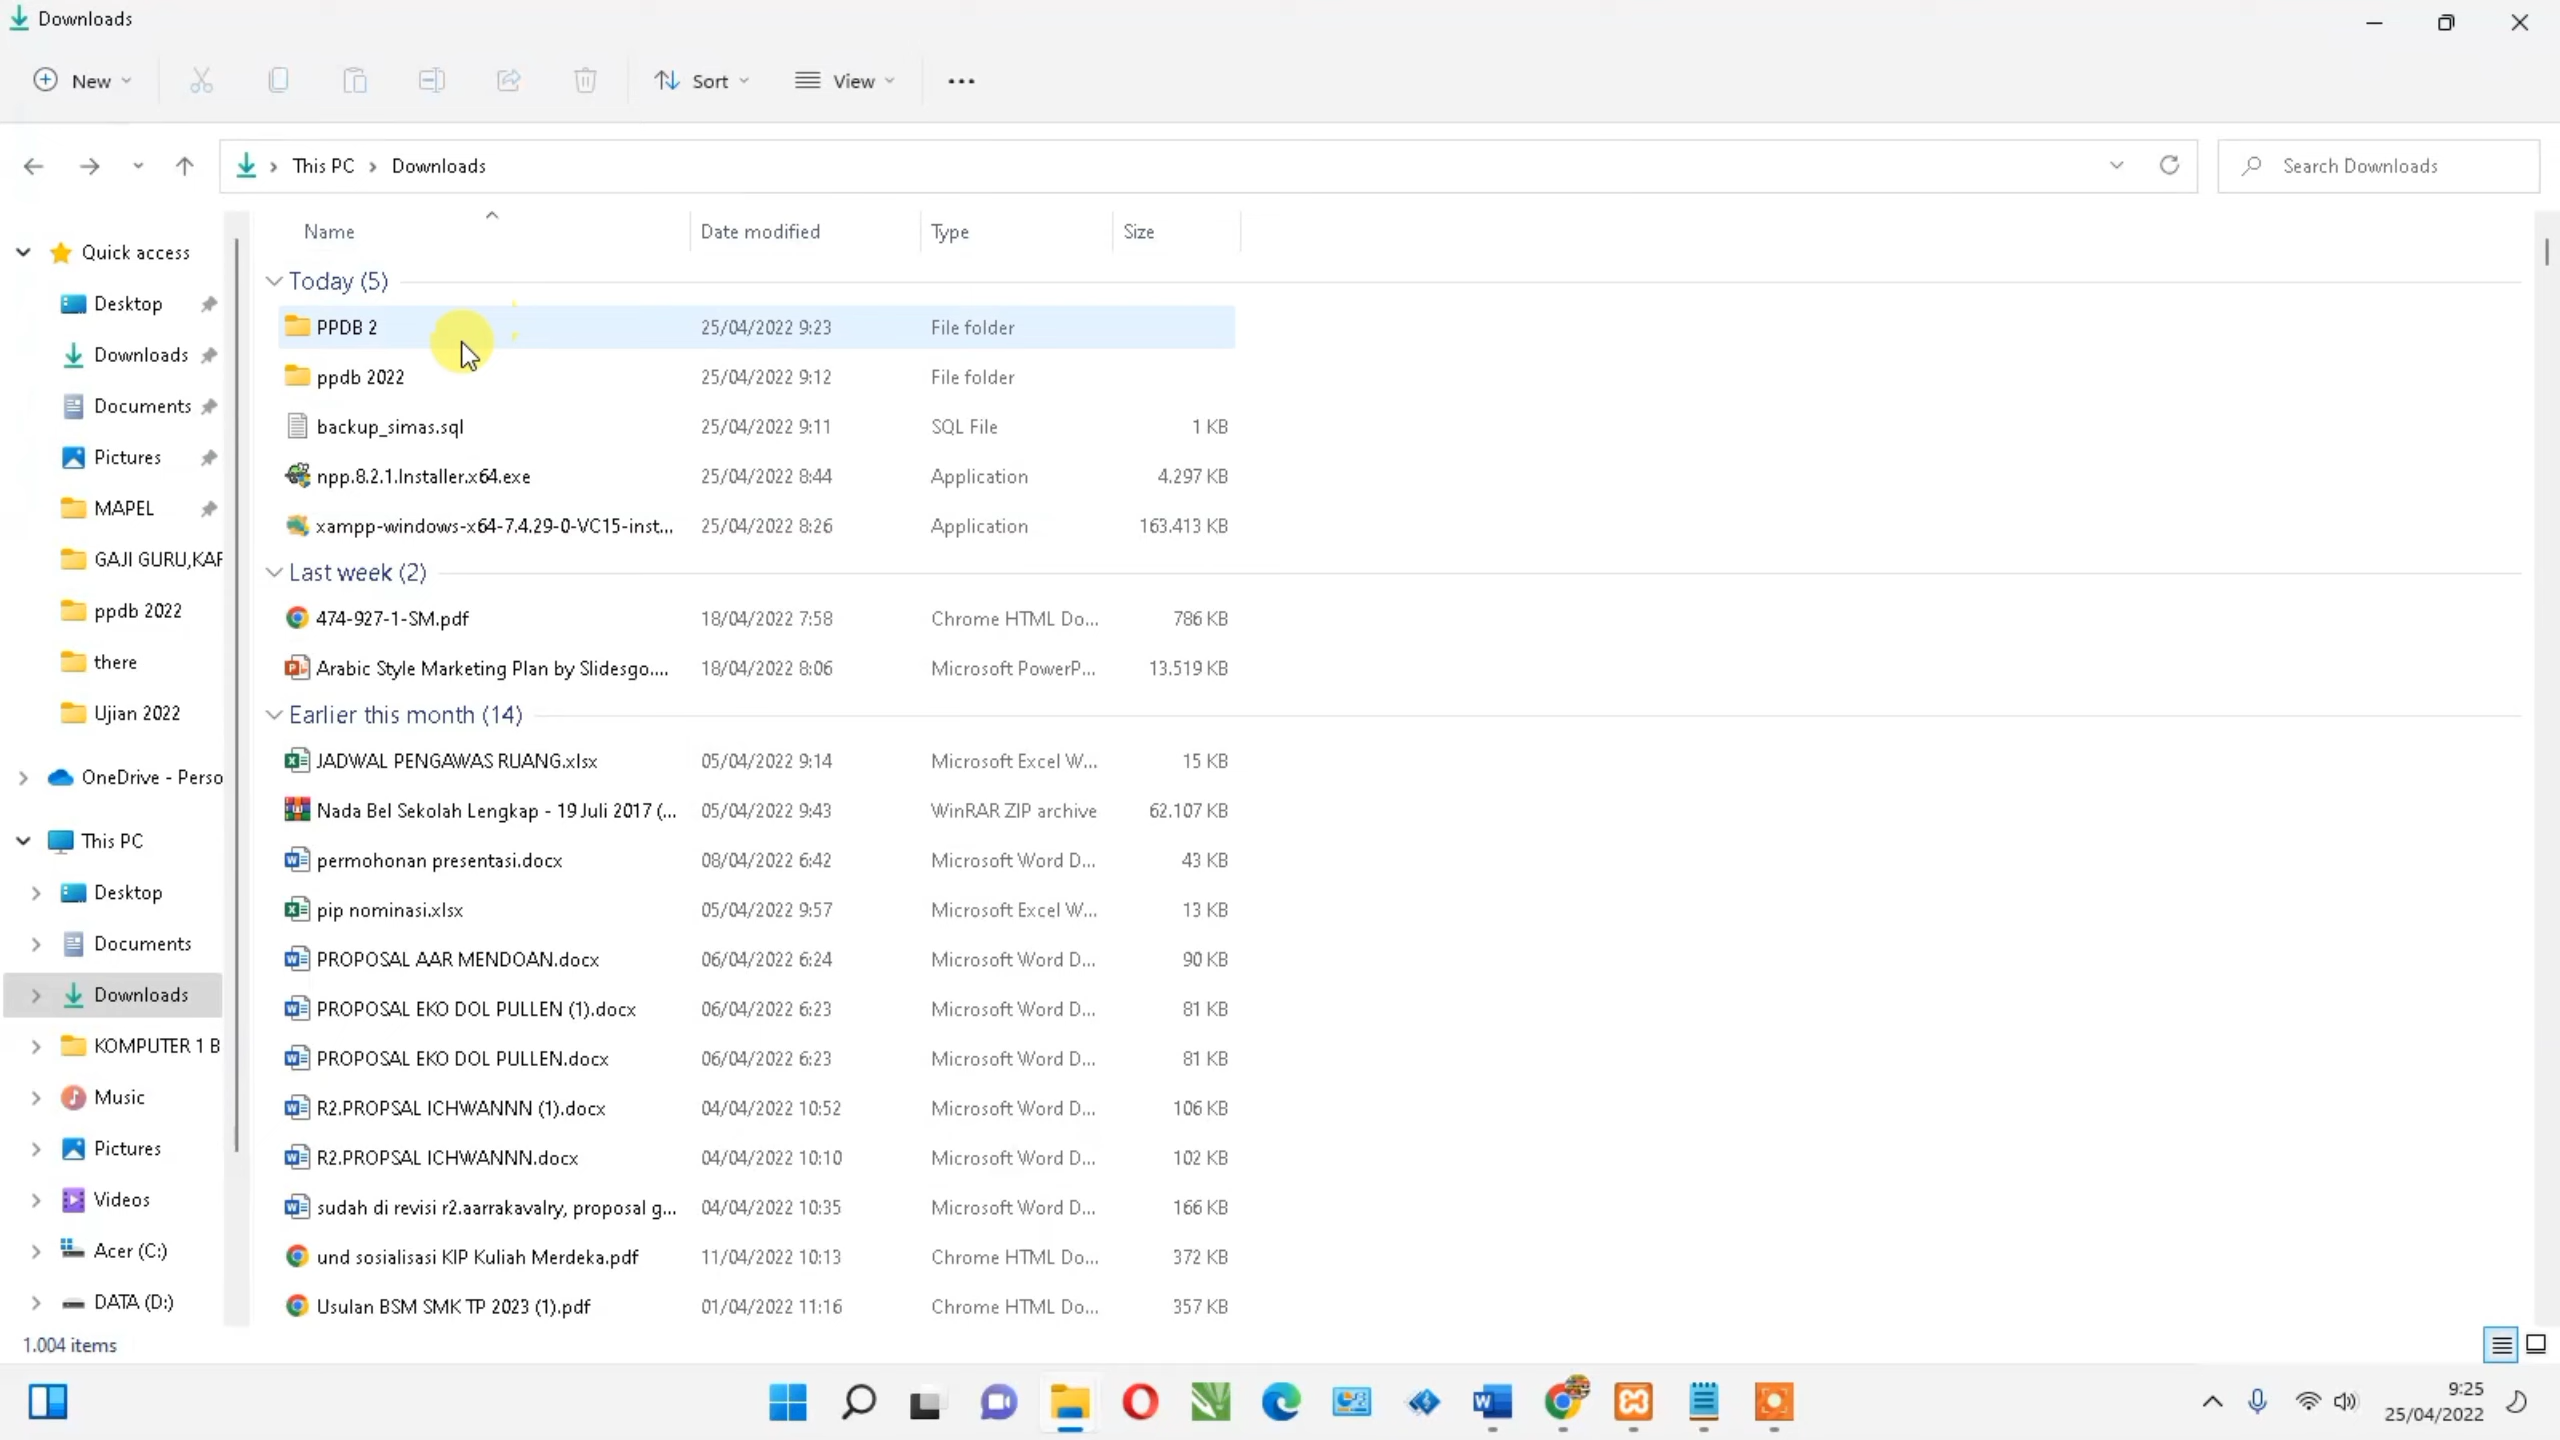 Downloads
New Sort View
This PC Downloads Search Downloads
Name Date modified Type Size
Quick access
Desktop
Downloads
Documents
Pictures
MAPEL
GAJI GURU,KAF
ppdb 2022
there
Ujian 2022
OneDrive - Perso
This PC
Desktop
Documents
Downloads
KOMPUTER 1 B
Music
Pictures
Videos
Acer (C:)
DATA (D:)
Today (5)
PPDB 2 25/04/2022 9:23 File folder
ppdb 2022 25/04/2022 9:12 File folder
backup_simas.sql 25/04/2022 9:11 SQL File 1 KB
npp.8.2.1.Installer.x64.exe 25/04/2022 8:44 Application 4.297 KB
xampp-windows-x64-7.4.29-0-VC15-inst... 25/04/2022 8:26 Application 163.413 KB
Last week (2)
474-927-1-SM.pdf 18/04/2022 7:58 Chrome HTML Do... 786 KB
Arabic Style Marketing Plan by Slidesgo.... 18/04/2022 8:06 Microsoft PowerP... 13.519 KB
Earlier this month (14)
JADWAL PENGAWAS RUANG.xlsx 05/04/2022 9:14 Microsoft Excel W... 15 KB
Nada Bel Sekolah Lengkap - 19 Juli 2017 (... 05/04/2022 9:43 WinRAR ZIP archive 62.107 KB
permohonan presentasi.docx 08/04/2022 6:42 Microsoft Word D... 43 KB
pip nominasi.xlsx 05/04/2022 9:57 Microsoft Excel W... 13 KB
PROPOSAL AAR MENDOAN.docx 06/04/2022 6:24 Microsoft Word D... 90 KB
PROPOSAL EKO DOL PULLEN (1).docx 06/04/2022 6:23 Microsoft Word D... 81 KB
PROPOSAL EKO DOL PULLEN.docx 06/04/2022 6:23 Microsoft Word D... 81 KB
R2.PROPSAL ICHWANNN (1).docx 04/04/2022 10:52 Microsoft Word D... 106 KB
R2.PROPSAL ICHWANNN.docx 04/04/2022 10:10 Microsoft Word D... 102 KB
sudah di revisi r2.aarrakavalry, proposal g... 04/04/2022 10:35 Microsoft Word D... 166 KB
und sosialisasi KIP Kuliah Merdeka.pdf 11/04/2022 10:13 Chrome HTML Do... 372 KB
Usulan BSM SMK TP 2023 (1).pdf 01/04/2022 11:16 Chrome HTML Do... 357 KB
1.004 items
9:25
25/04/2022